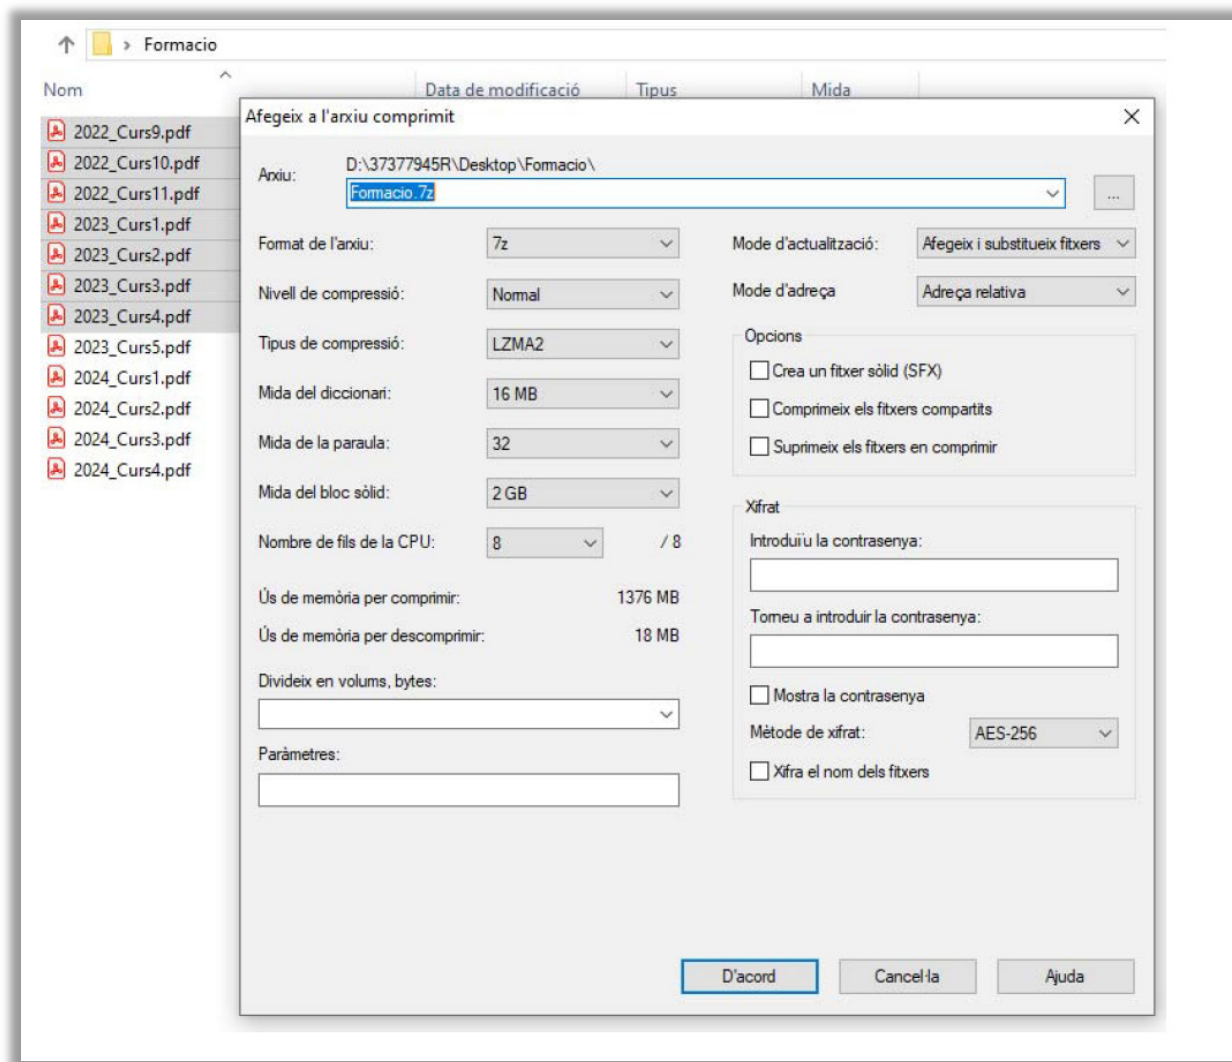 Formacio
Nom Data de modificació Tipus Mida
2022_Curs9.pdf
2022_Curs10.pdf
2022_Curs11.pdf
2023_Curs1.pdf
2023_Curs2.pdf
2023_Curs3.pdf
2023_Curs4.pdf
2023_Curs5.pdf
2024_Curs1.pdf
2024_Curs2.pdf
2024_Curs3.pdf
2024_Curs4.pdf
Afegeix a l'arxiu comprimit
D:\37377945R\Desktop\Formacio\
Arxiu: Formacio.7z ...
Format de l'arxiu: 7z
Nivell de compressió: Normal
Tipus de compressió: LZMA2
Mida del diccionari: 16 MB
Mida de la paraula: 32
Mida del bloc sòlid: 2 GB
Nombre de fils de la CPU: 8 / 8
Ús de memòria per comprimir: 1376 MB
Ús de memòria per descomprimir: 18 MB
Divideix en volums, bytes:
Paràmetres:
Mode d'actualització: Afegeix i substitueix fitxers
Mode d'adreça Adreça relativa
Opcions
Crea un fitxer sòlid (SFX)
Comprimeix els fitxers compartits
Suprimeix els fitxers en comprimir
Xifrat
Introduïu la contrasenya:
Torneu a introduir la contrasenya:
Mostra la contrasenya
Mètode de xifrat: AES-256
Xifra el nom dels fitxers
D'acord Cancel·la Ajuda